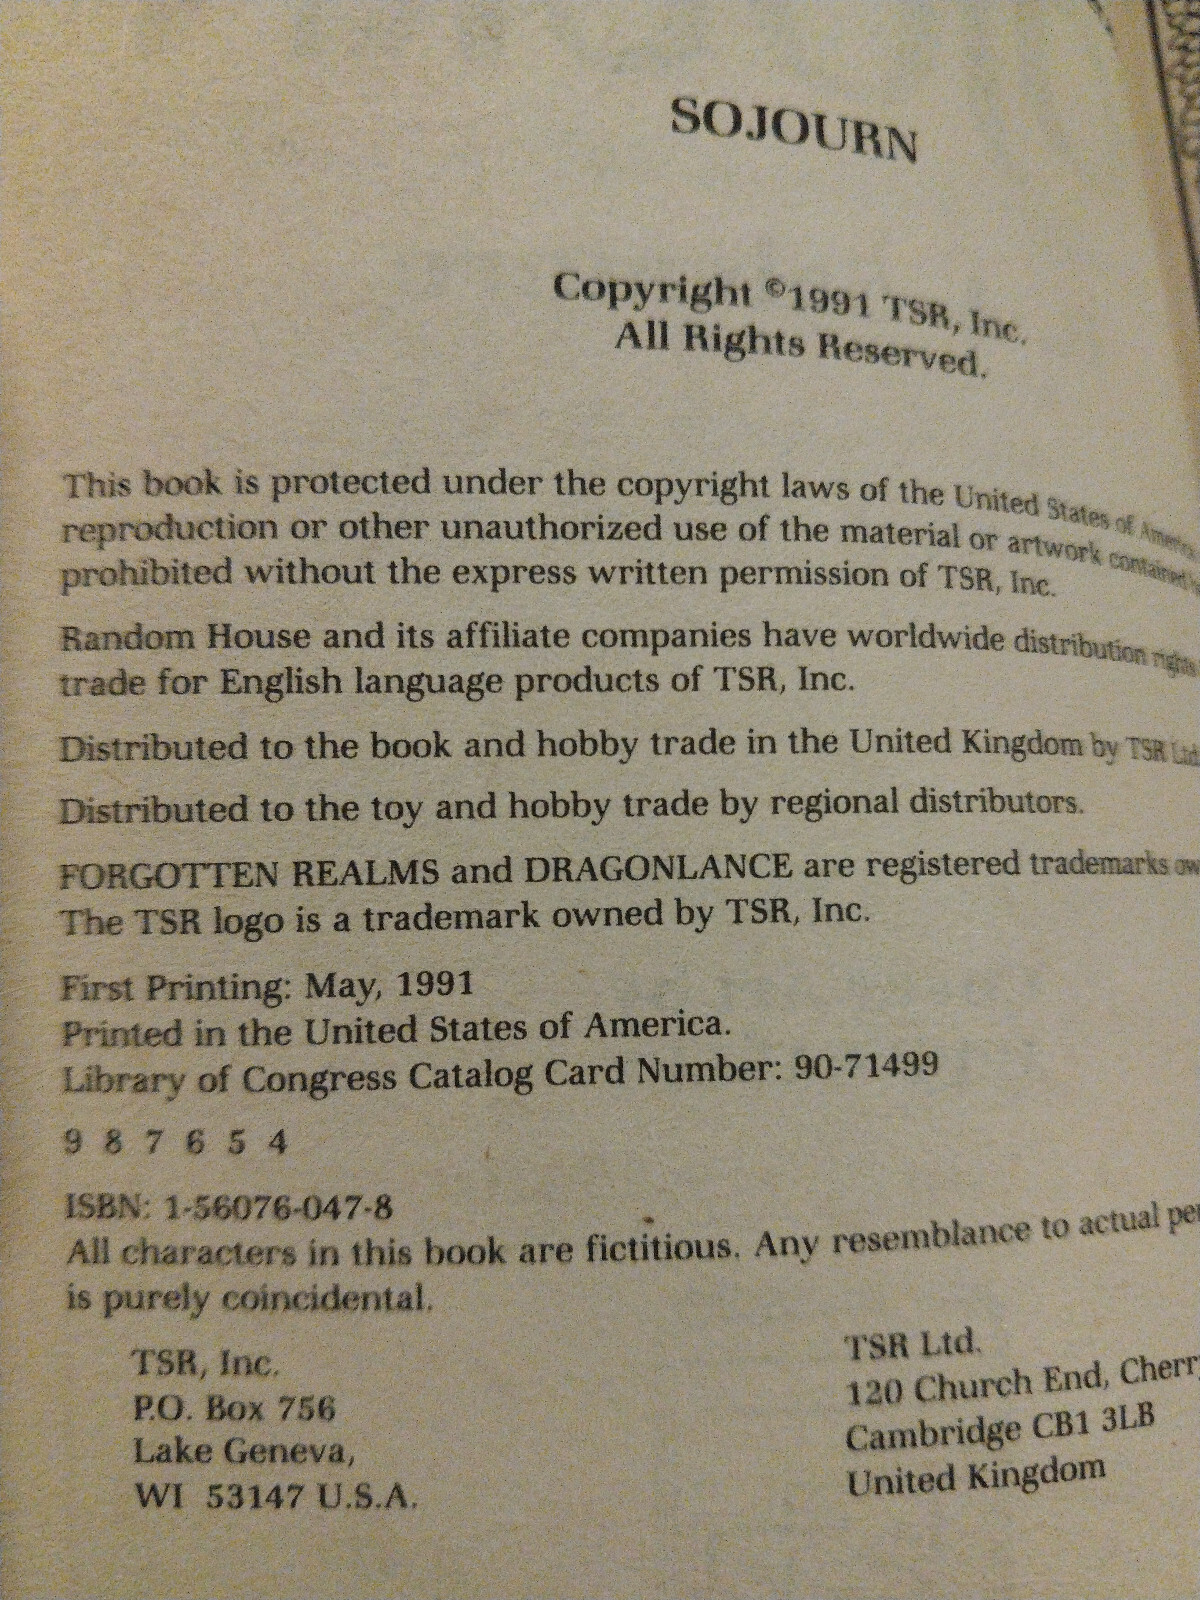 SOJOURN
Copyright ©1991 TSR, Inc.
All Rights Reserved.
This book is protected under the copyright laws of the United States of America.
reproduction or other unauthorized use of the material or artwork contained
prohibited without the express written permission of TSR, Inc.
Random House and its affiliate companies have worldwide distribution rights
trade for English language products of TSR, Inc.
Distributed to the book and hobby trade in the United Kingdom by TSR Ltd.
Distributed to the toy and hobby trade by regional distributors.
FORGOTTEN REALMS and DRAGONLANCE are registered trademarks ow
The TSR logo is a trademark owned by TSR, Inc.
First Printing: May, 1991
Printed in the United States of America.
Library of Congress Catalog Card Number: 90-71499
9 8 7 6 5 4
ISBN: 1-56076-047-8
All characters in this book are fictitious. Any resemblance to actual per
is purely coincidental.
TSR, Inc.
P.O. Box 756
Lake Geneva,
WI 53147 U.S.A.
TSR Ltd.
120 Church End, Cherr
Cambridge CB1 3LB
United Kingdom